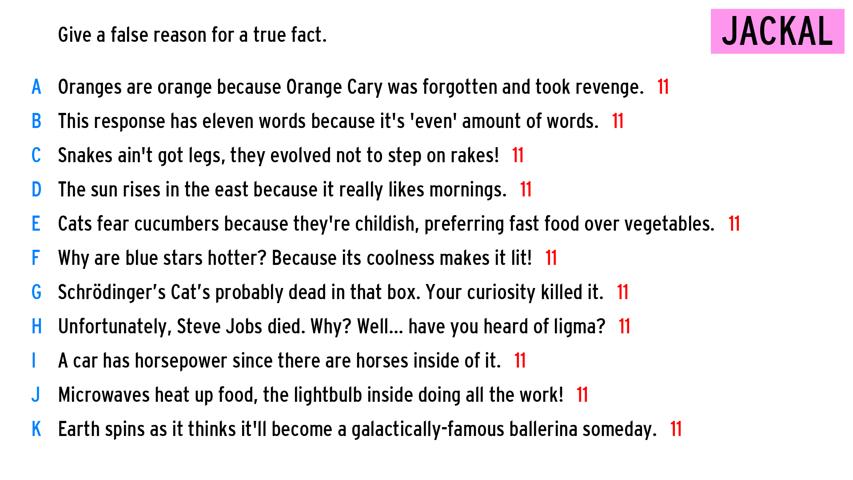 Give a false reason for a true fact.
JACKAL
A Oranges are orange because Orange Cary was forgotten and took revenge. 11
B This response has eleven words because it's 'even' amount of words. 11
C Snakes ain't got legs, they evolved not to step on rakes! 11
D The sun rises in the east because it really likes mornings. 11
E Cats fear cucumbers because they're childish, preferring fast food over vegetables. 11
F Why are blue stars hotter? Because its coolness makes it lit! 11
G Schrödinger’s Cat’s probably dead in that box. Your curiosity killed it. 11
H Unfortunately, Steve Jobs died. Why? Well... have you heard of ligma? 11
I A car has horsepower since there are horses inside of it. 11
J Microwaves heat up food, the lightbulb inside doing all the work! 11
K Earth spins as it thinks it'll become a galactically-famous ballerina someday. 11